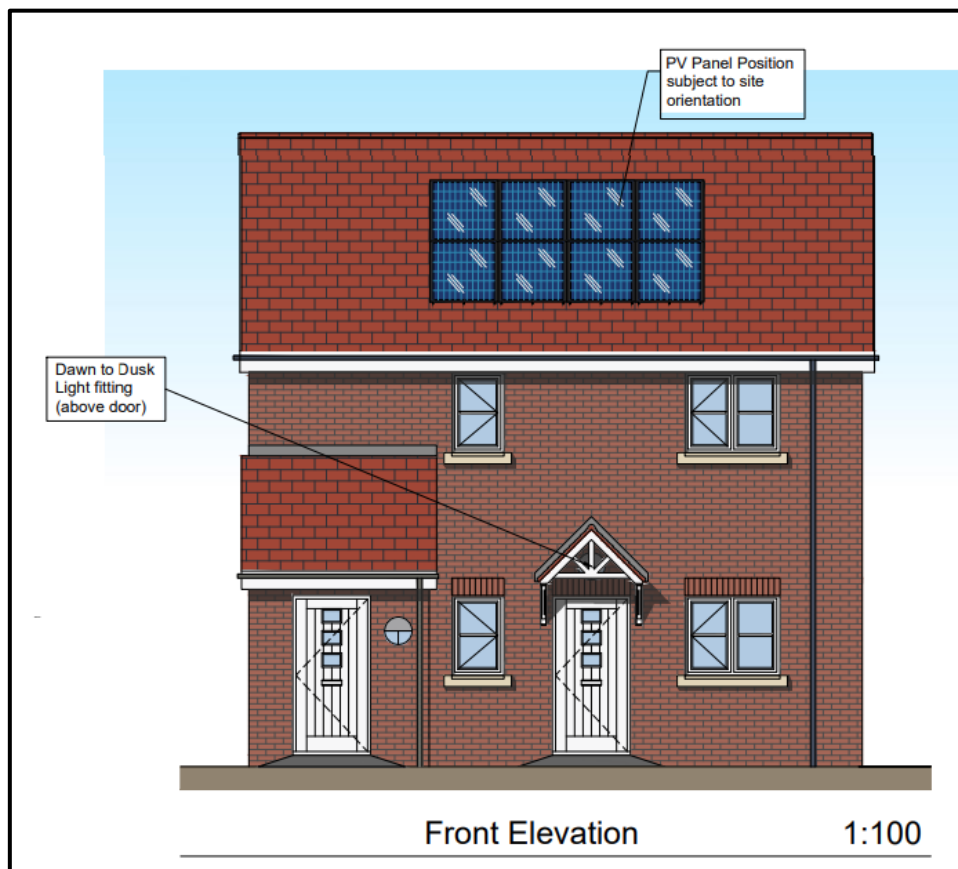 PV Panel Position
subject to site
orientation
Dawn to Dusk
Light fitting
(above door)
Front Elevation
1:100